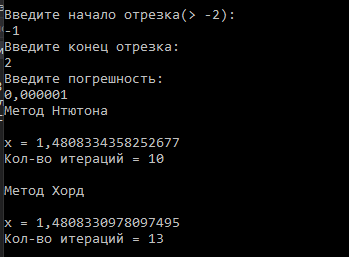 Введите начало отрезка(> -2):
-1
Введите конец отрезка:
2
Введите погрешность:
0,000001
Метод Нтютона
x = 1,4808334358252677
Кол-во итераций = 10
Метод Хорд
x = 1,4808330978097495
Кол-во итераций = 13